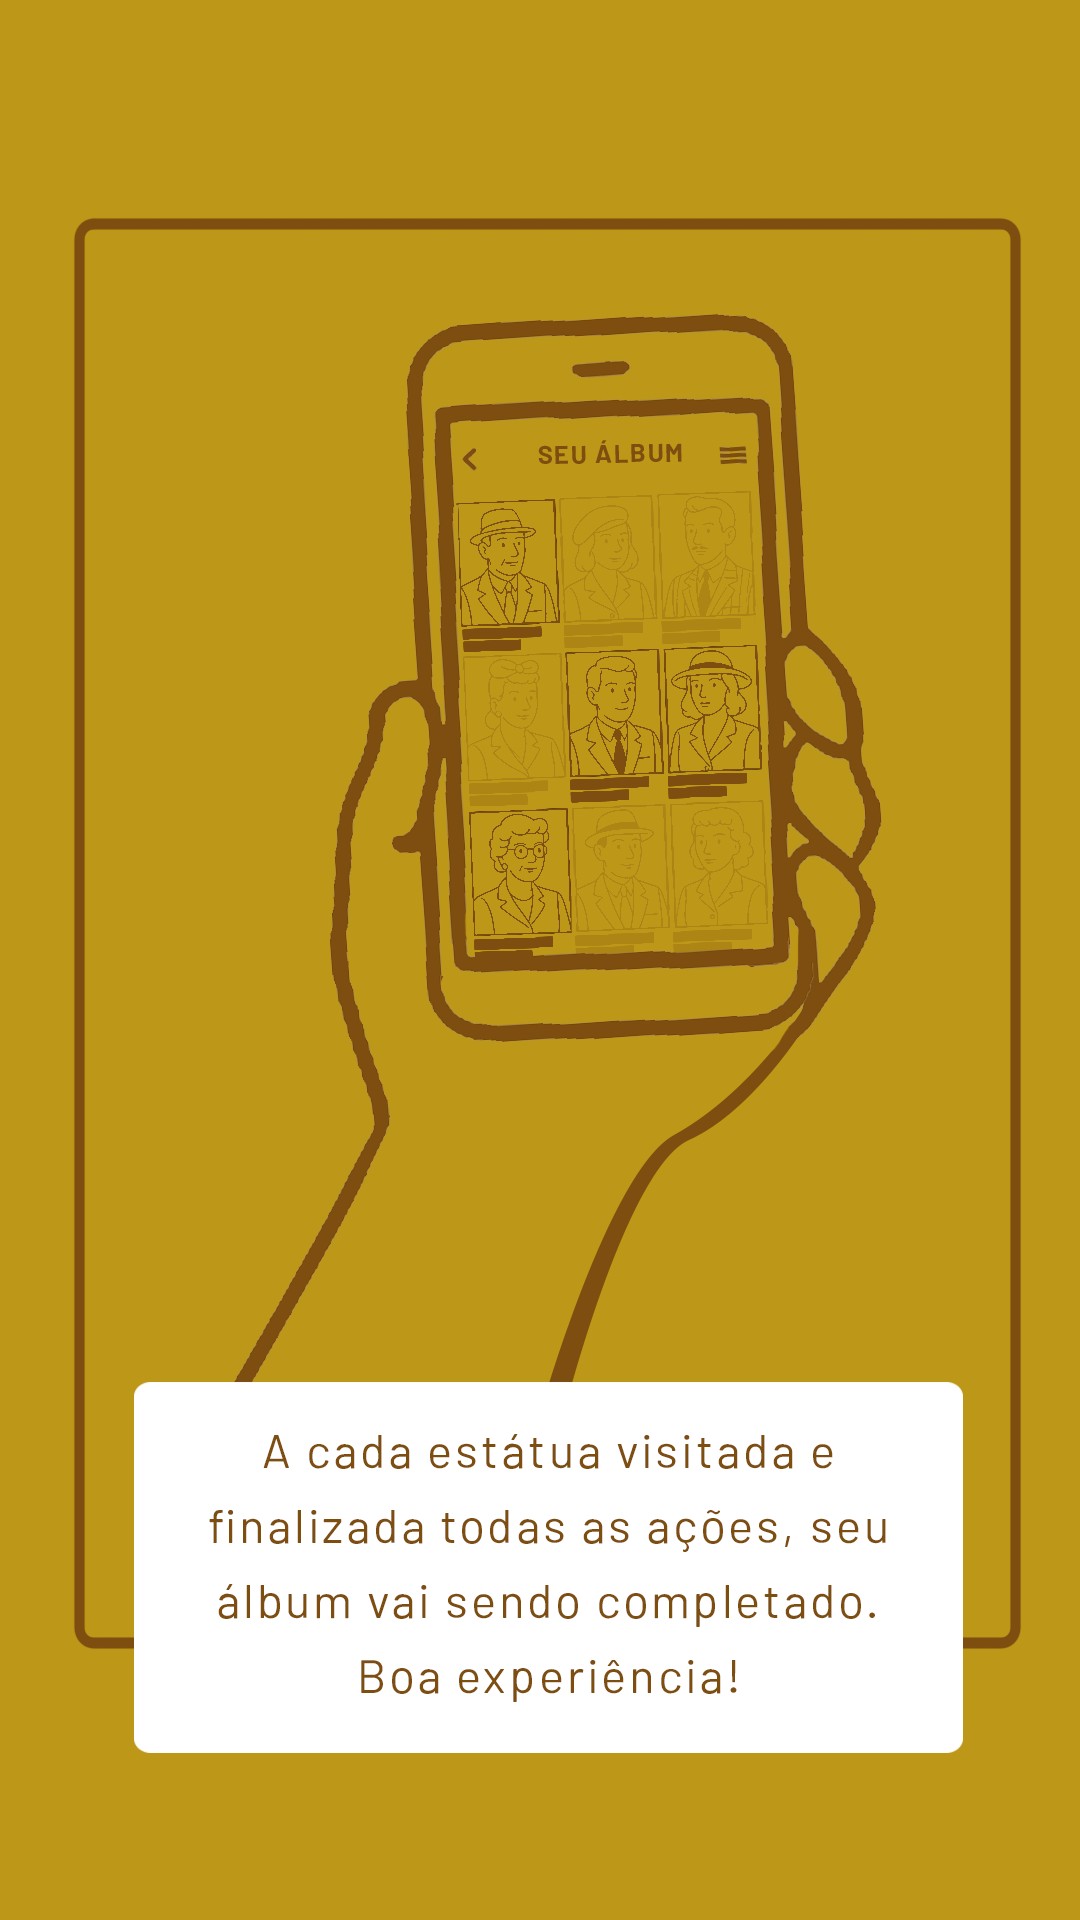 SEU ÁLBUM
A cada estátua visitada e
finalizada todas as ações, seu
álbum vai sendo completado.
Boa experiência!